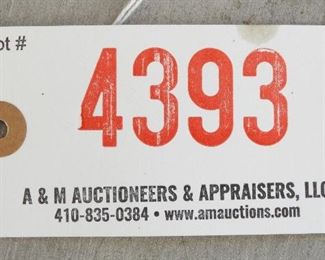 ot #
4393
A & M AUCTIONEERS & APPRAISERS, LLC
410-835-0384 • www.amauctions.com